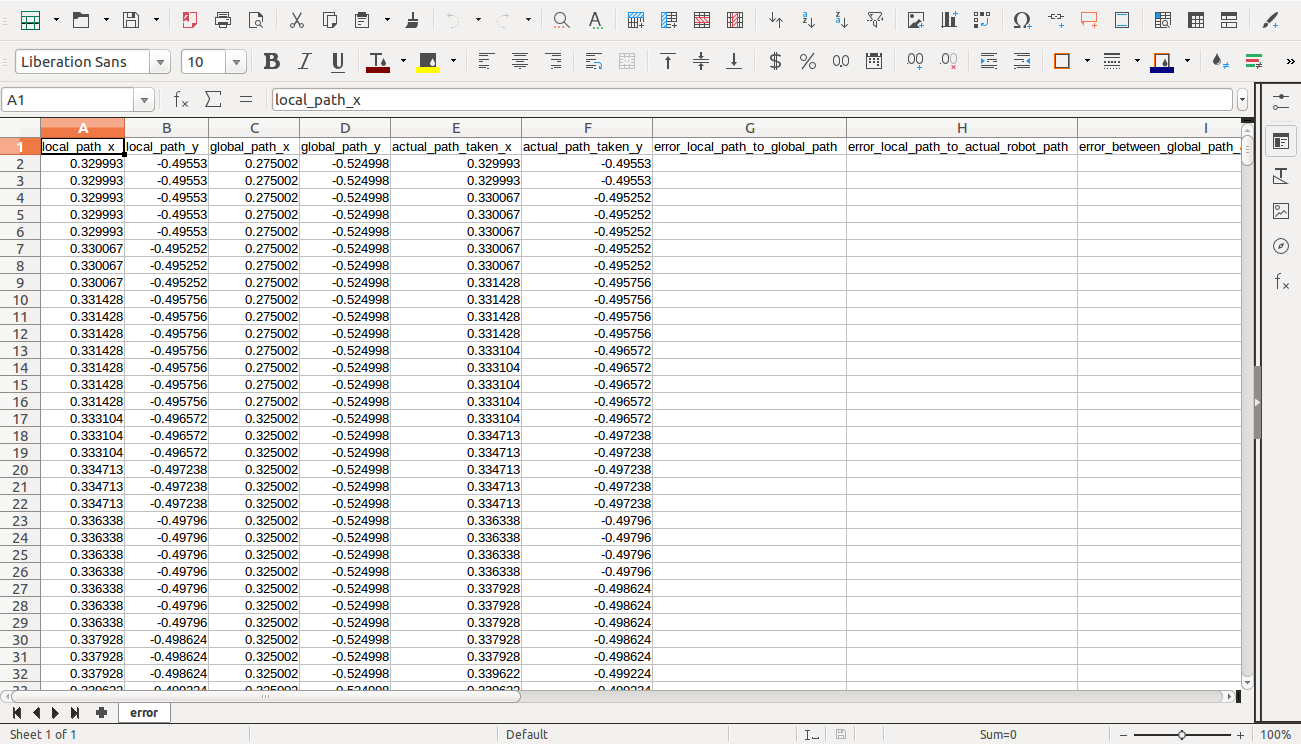 Liberation Sans 10
A1 local_path_x
A B C D E F G H I
1 local_path_x local_path_y global_path_x global_path_y actual_path_taken_x actual_path_taken_y error_local_path_to_global_path error_local_path_to_actual_robot_path error_between_global_path_
2 0.329993 -0.49553 0.275002 -0.524998 0.329993 -0.49553
3 0.329993 -0.49553 0.275002 -0.524998 0.329993 -0.49553
4 0.329993 -0.49553 0.275002 -0.524998 0.330067 -0.495252
5 0.329993 -0.49553 0.275002 -0.524998 0.330067 -0.495252
6 0.329993 -0.49553 0.275002 -0.524998 0.330067 -0.495252
7 0.330067 -0.495252 0.275002 -0.524998 0.330067 -0.495252
8 0.330067 -0.495252 0.275002 -0.524998 0.330067 -0.495252
9 0.330067 -0.495252 0.275002 -0.524998 0.331428 -0.495756
10 0.331428 -0.495756 0.275002 -0.524998 0.331428 -0.495756
11 0.331428 -0.495756 0.275002 -0.524998 0.331428 -0.495756
12 0.331428 -0.495756 0.275002 -0.524998 0.331428 -0.495756
13 0.331428 -0.495756 0.275002 -0.524998 0.333104 -0.496572
14 0.331428 -0.495756 0.275002 -0.524998 0.333104 -0.496572
15 0.331428 -0.495756 0.275002 -0.524998 0.333104 -0.496572
16 0.331428 -0.495756 0.275002 -0.524998 0.333104 -0.496572
17 0.333104 -0.496572 0.325002 -0.524998 0.333104 -0.496572
18 0.333104 -0.496572 0.325002 -0.524998 0.334713 -0.497238
19 0.333104 -0.496572 0.325002 -0.524998 0.334713 -0.497238
20 0.334713 -0.497238 0.325002 -0.524998 0.334713 -0.497238
21 0.334713 -0.497238 0.325002 -0.524998 0.334713 -0.497238
22 0.334713 -0.497238 0.325002 -0.524998 0.334713 -0.497238
23 0.336338 -0.49796 0.325002 -0.524998 0.336338 -0.49796
24 0.336338 -0.49796 0.325002 -0.524998 0.336338 -0.49796
25 0.336338 -0.49796 0.325002 -0.524998 0.336338 -0.49796
26 0.336338 -0.49796 0.325002 -0.524998 0.336338 -0.49796
27 0.336338 -0.49796 0.325002 -0.524998 0.337928 -0.498624
28 0.336338 -0.49796 0.325002 -0.524998 0.337928 -0.498624
29 0.336338 -0.49796 0.325002 -0.524998 0.337928 -0.498624
30 0.337928 -0.498624 0.325002 -0.524998 0.337928 -0.498624
31 0.337928 -0.498624 0.325002 -0.524998 0.337928 -0.498624
32 0.337928 -0.498624 0.325002 -0.524998 0.339622 -0.499224
error
Sheet 1 of 1 Default Sum=0 100%